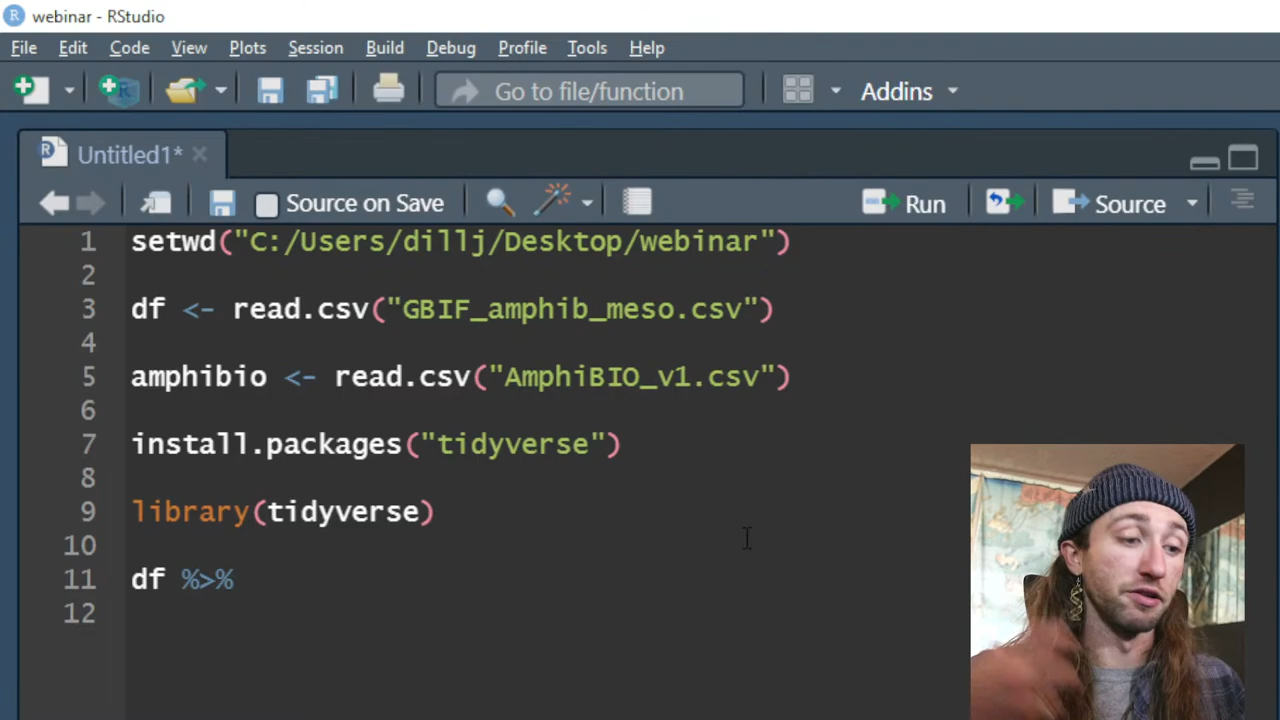 webinar - RStudio
File Edit Code View Plots Session Build Debug Profile Tools Help
Go to file/function Addins
Untitled1*
Source on Save Run Source
1 setwd("C:/Users/dillj/Desktop/webinar")
2
3 df <- read.csv("GBIF_amphib_meso.csv")
4
5 amphibio <- read.csv("AmphiBIO_v1.csv")
6
7 install.packages("tidyverse")
8
9 library(tidyverse)
10
11 df %>%
12